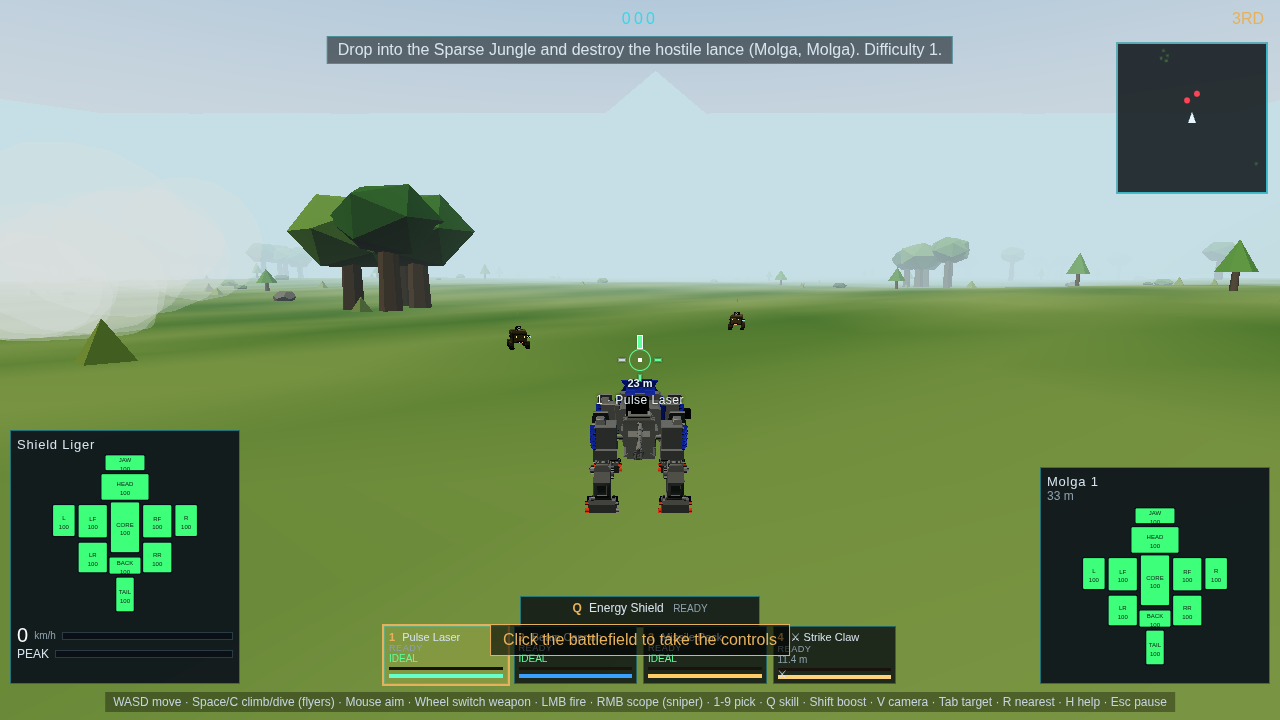 000
3RD
Drop into the Sparse Jungle and destroy the hostile lance (Molga, Molga). Difficulty 1.
23 m
1 · Pulse Laser
Shield Liger
JAW
100
HEAD
100
L
100
LF
100
CORE
100
RF
100
R
100
LR
100
BACK
100
RR
100
TAIL
100
0 km/h
PEAK
Molga 1
33 m
JAW
100
HEAD
100
L
100
LF
100
CORE
100
RF
100
R
100
LR
100
BACK
100
RR
100
TAIL
100
Q Energy Shield READY
1 Pulse Laser
READY
IDEAL
IDEAL
IDEAL
4 ⚔ Strike Claw
READY
11.4 m
Click the battlefield to take the controls
WASD move · Space/C climb/dive (flyers) · Mouse aim · Wheel switch weapon · LMB fire · RMB scope (sniper) · 1-9 pick · Q skill · Shift boost · V camera · Tab target · R nearest · H help · Esc pause